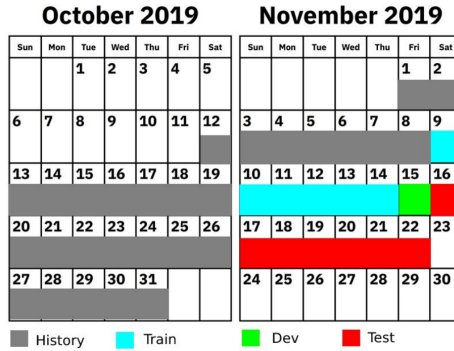 October 2019
Sun Mon Tue Wed Thu Fri Sat
1 2 3 4 5
6 7 8 9 10 11 12
13 14 15 16 17 18 19
20 21 22 23 24 25 26
27 28 29 30 31
November 2019
Sun Mon Tue Wed Thu Fri Sat
1 2
3 4 5 6 7 8 9
10 11 12 13 14 15 16
17 18 19 20 21 22 23
24 25 26 27 28 29 30
History Train Dev Test